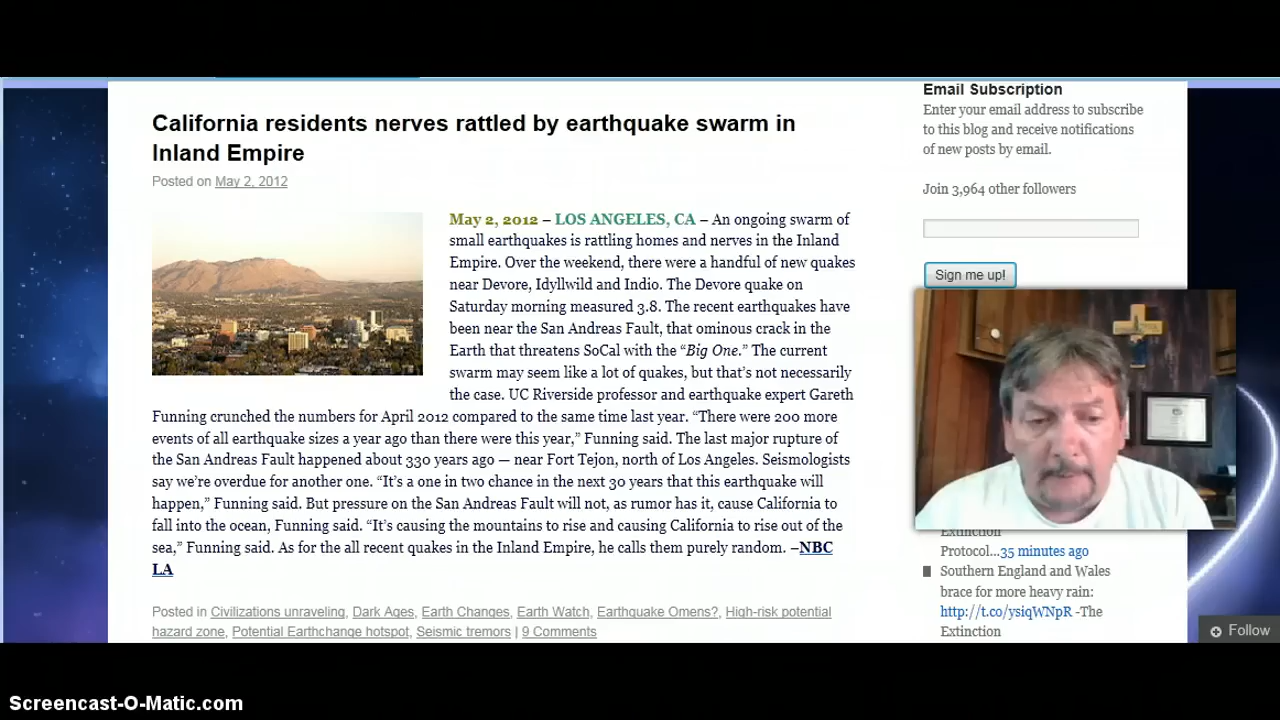 California residents nerves rattled by earthquake swarm in
Inland Empire
Posted on May 2, 2012
May 2, 2012 – LOS ANGELES, CA – An ongoing swarm of
small earthquakes is rattling homes and nerves in the Inland
Empire. Over the weekend, there were a handful of new quakes
near Devore, Idyllwild and Indio. The Devore quake on
Saturday morning measured 3.8. The recent earthquakes have
been near the San Andreas Fault, that ominous crack in the
Earth that threatens SoCal with the “Big One.” The current
swarm may seem like a lot of quakes, but that’s not necessarily
the case. UC Riverside professor and earthquake expert Gareth
Funning crunched the numbers for April 2012 compared to the same time last year. “There were 200 more
events of all earthquake sizes a year ago than there were this year,” Funning said. The last major rupture of
the San Andreas Fault happened about 330 years ago — near Fort Tejon, north of Los Angeles. Seismologists
say we’re overdue for another one. “It’s a one in two chance in the next 30 years that this earthquake will
happen,” Funning said. But pressure on the San Andreas Fault will not, as rumor has it, cause California to
fall into the ocean, Funning said. “It’s causing the mountains to rise and causing California to rise out of the
sea,” Funning said. As for the all recent quakes in the Inland Empire, he calls them purely random. –NBC
LA
Posted in Civilizations unraveling, Dark Ages, Earth Changes, Earth Watch, Earthquake Omens?, High-risk potential
hazard zone, Potential Earthchange hotspot, Seismic tremors | 9 Comments
Email Subscription
Enter your email address to subscribe
to this blog and receive notifications
of new posts by email.
Join 3,964 other followers
Sign me up!
Extinction
Protocol...35 minutes ago
Southern England and Wales
brace for more heavy rain:
http://t.co/ysiqWNpR -The
Extinction
Follow
Screencast-O-Matic.com